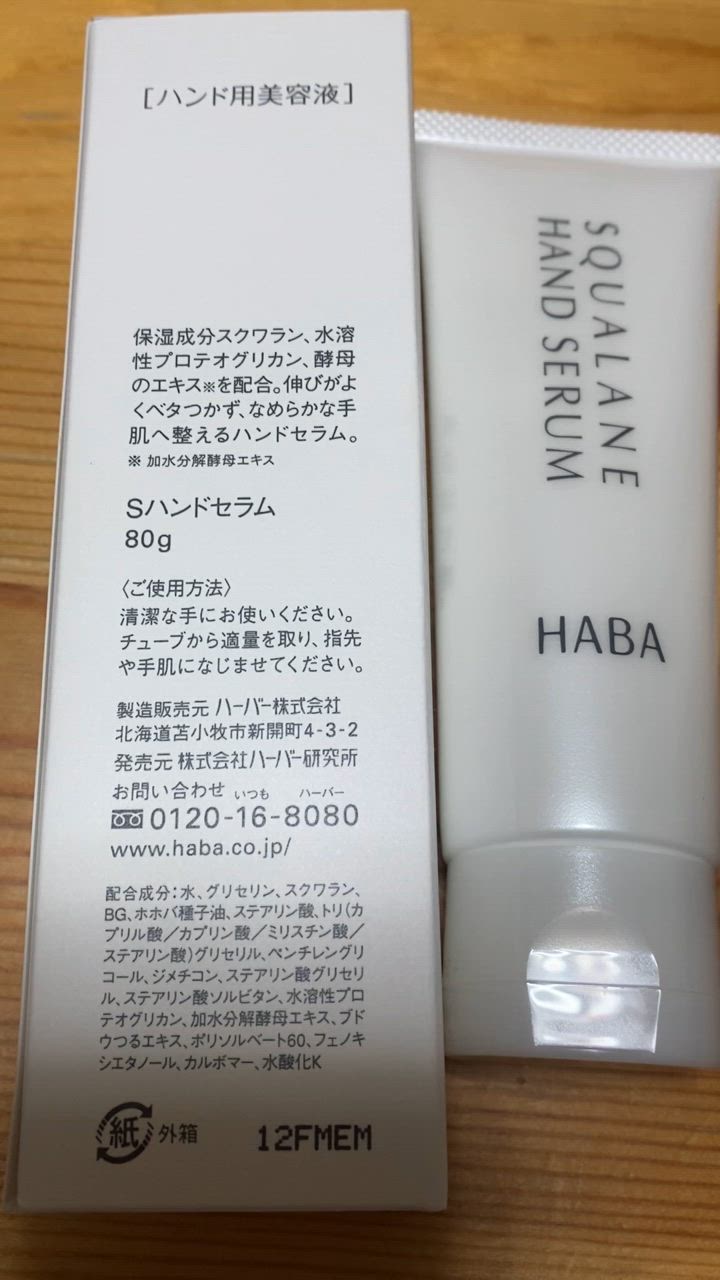 [ハンド用美容液]
保湿成分スクワラン、水溶
性プロテオグリカン、酵母
のエキス※を配合。伸びがよ
くベタつかず、なめらかな手
肌へ整えるハンドセラム。
※ 加水分解酵母エキス
Sハンドセラム
80g
〈ご使用方法〉
清潔な手にお使いください。
チューブから適量を取り、指先
や手肌になじませてください。
製造販売元 ハーバー株式会社
北海道苫小牧市新開町4-3-2
発売元 株式会社ハーバー研究所
お問い合わせ いつも ハーバー
0120-16-8080
www.haba.co.jp/
配合成分:水、グリセリン、スクワラン、
BG、ホホバ種子油、ステアリン酸、トリ(カ
プリル酸/カプリン酸/ミリスチン酸/
ステアリン酸)グリセリル、ペンチレングリ
コール、ジメチコン、ステアリン酸グリセリ
ル、ステアリン酸ソルビタン、水溶性プロ
テオグリカン、加水分解酵母エキス、ブド
ウつるエキス、ポリソルベート60、フェノキ
シエタノール、カルボマー、水酸化K
紙 外箱
12FMEM
SQUALANE
HAND SERUM
HABA